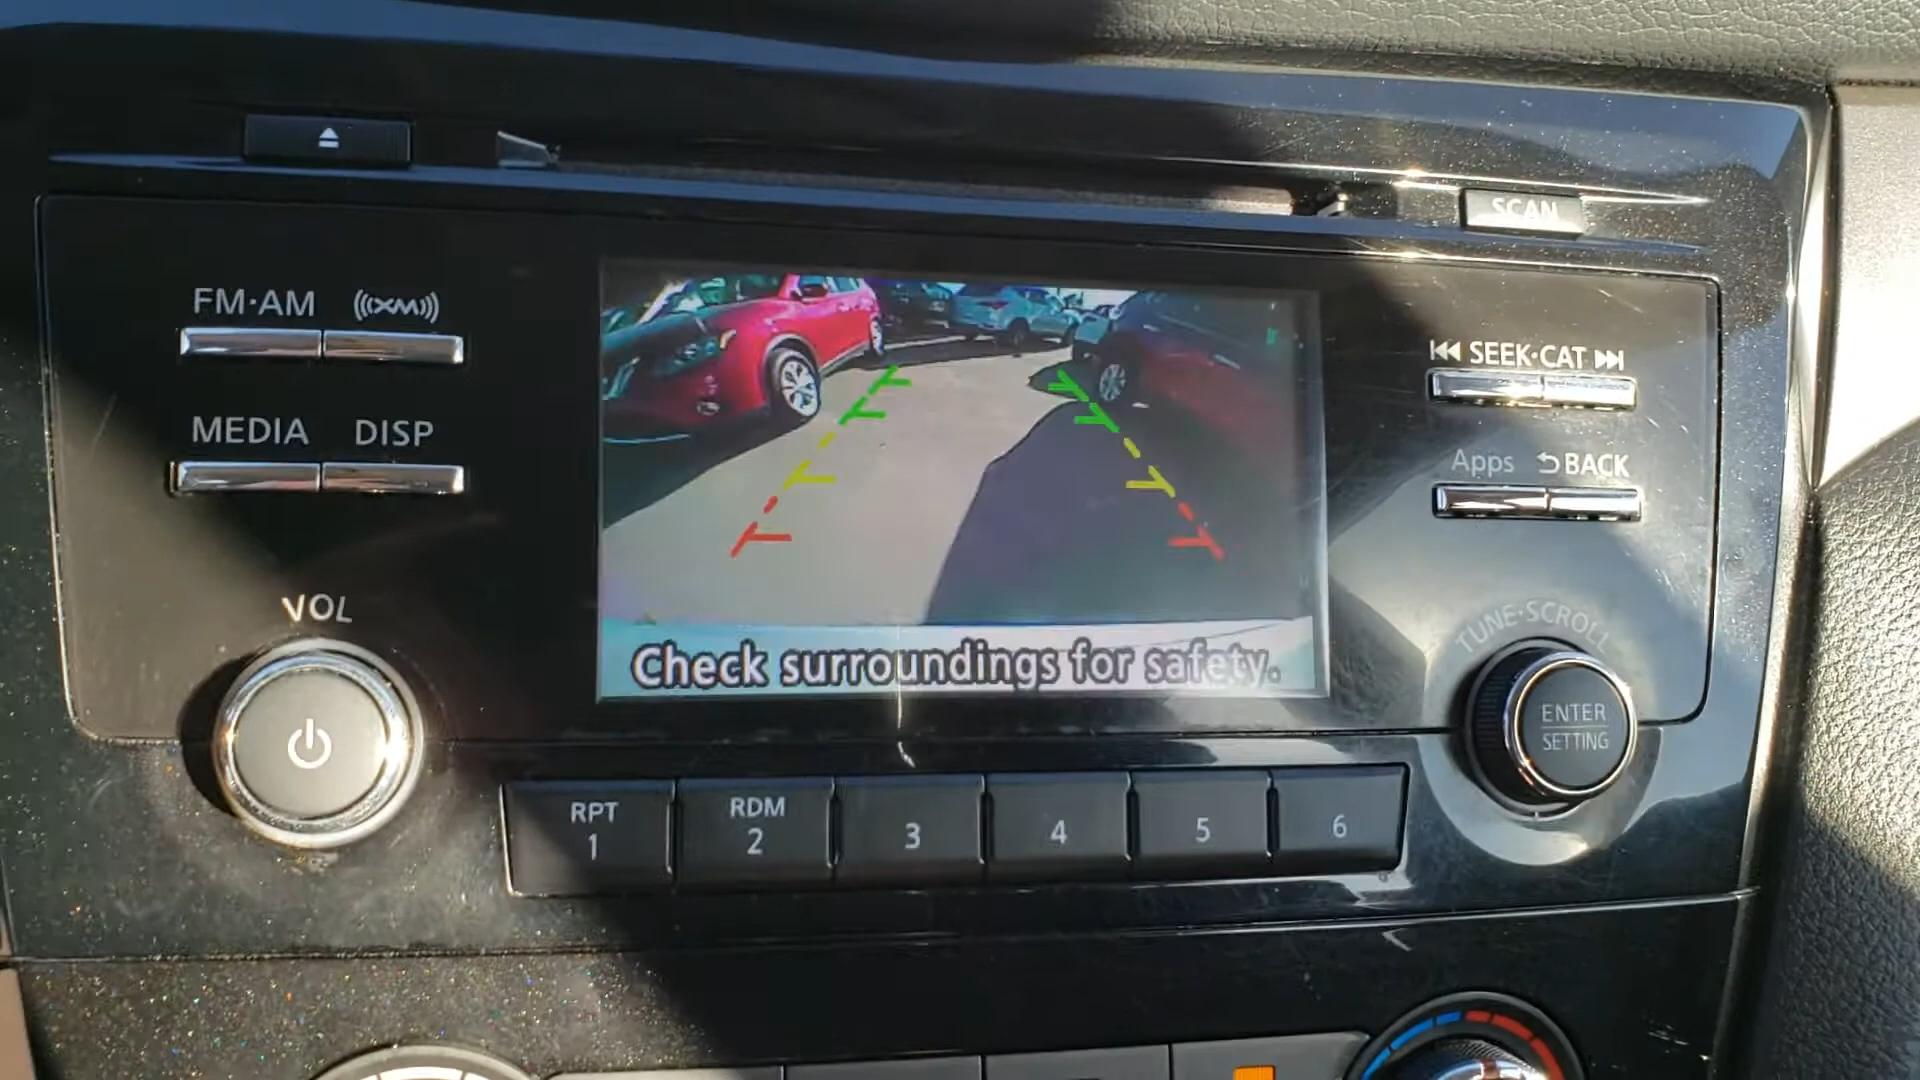 SCAN
FM·AM XM
SEEK·CAT
MEDIA DISP
Apps BACK
VOL
TUNE·SCROLL
Check surroundings for safety.
ENTER
SETTING
RPT
1
RDM
2
3
4
5
6